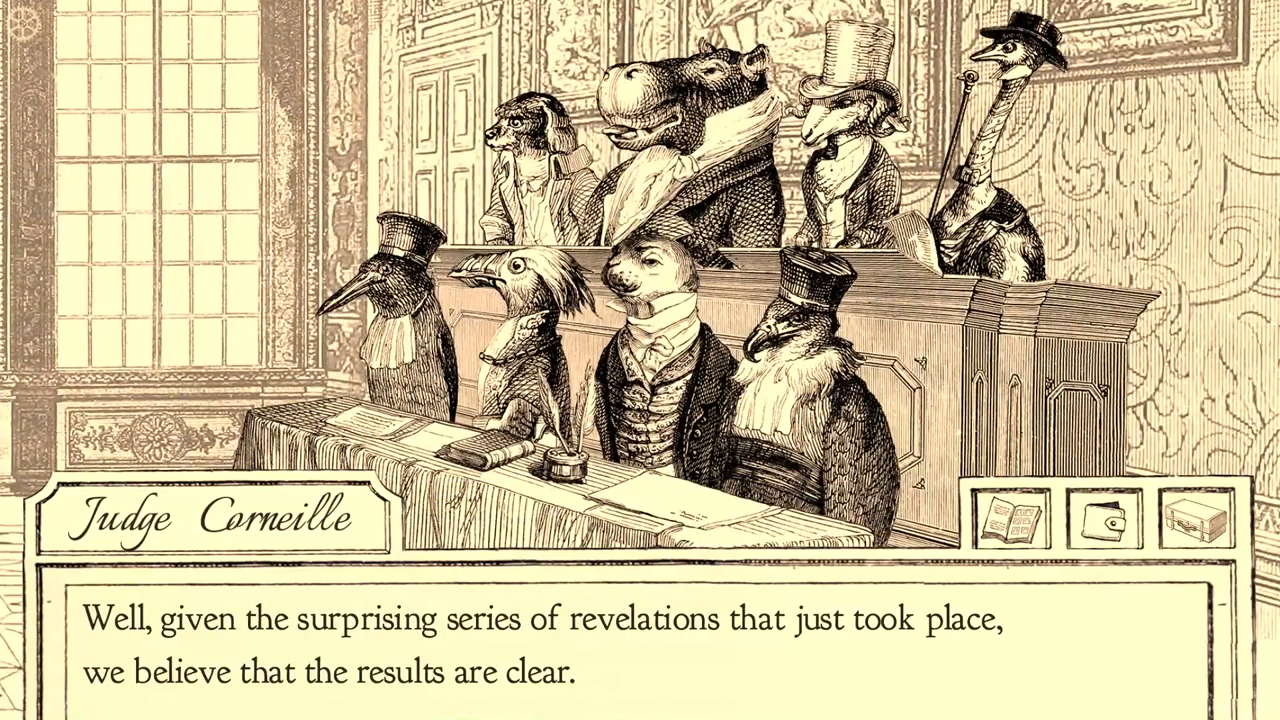 Judge Corneille
Well, given the surprising series of revelations that just took place,
we believe that the results are clear.